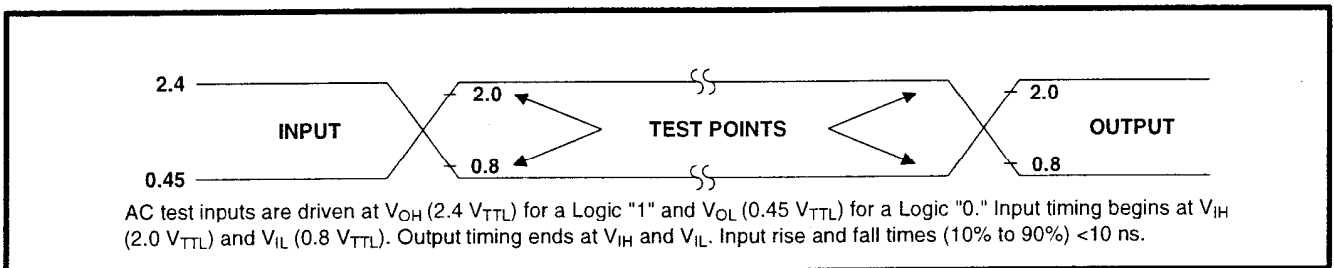 2.4
2.0
2.0
INPUT
TEST POINTS
OUTPUT
0.8
0.8
0.45
AC test inputs are driven at VOH (2.4 VTTL) for a Logic "1" and VOL (0.45 VTTL) for a Logic "0." Input timing begins at VIH
(2.0 VTTL) and VIL (0.8 VTTL). Output timing ends at VIH and VIL. Input rise and fall times (10% to 90%) <10 ns.